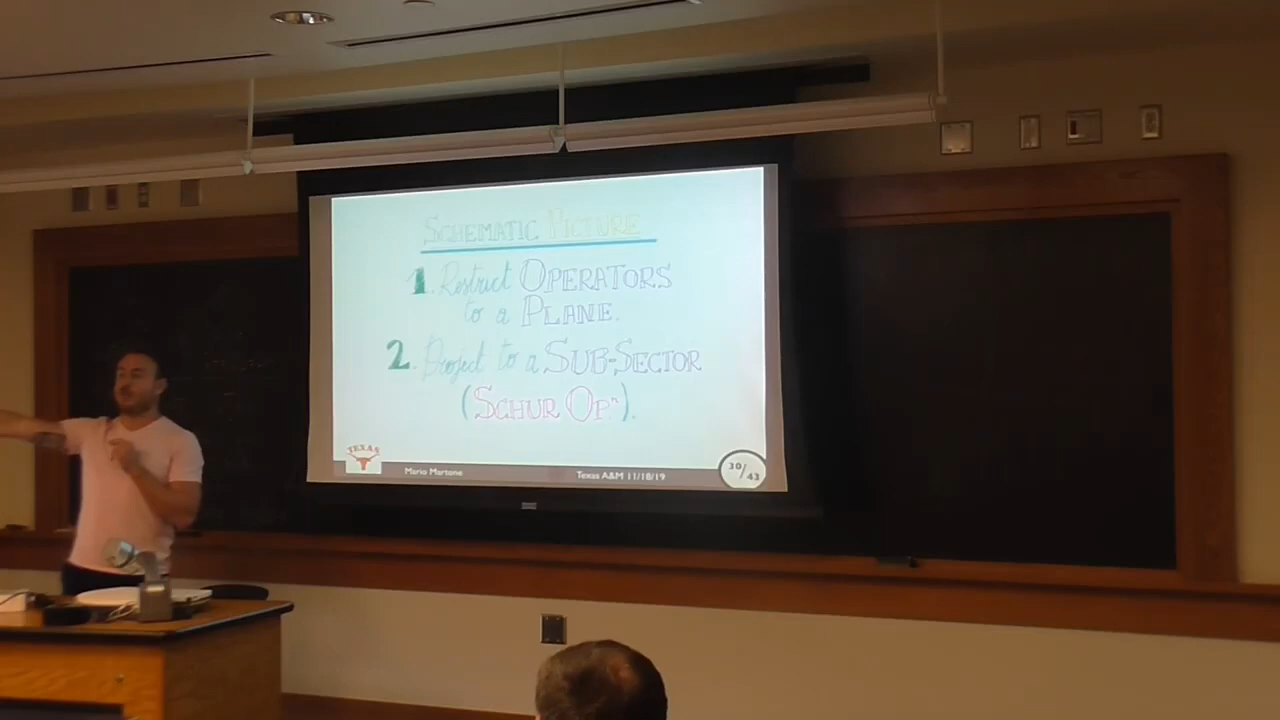 SCHEMATIC PICTURE
1. Restrict OPERATORS
to a PLANE.
2. Project to a SUB-SECTOR
(SCHUR Op.ⁿ).
TEXAS
Mario Martone
Texas A&M 11/18/19
30/43